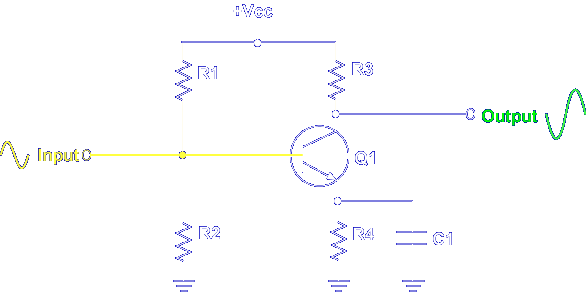 +Vcc
R1
R3
Output
Input
Q1
R2
R4
C1